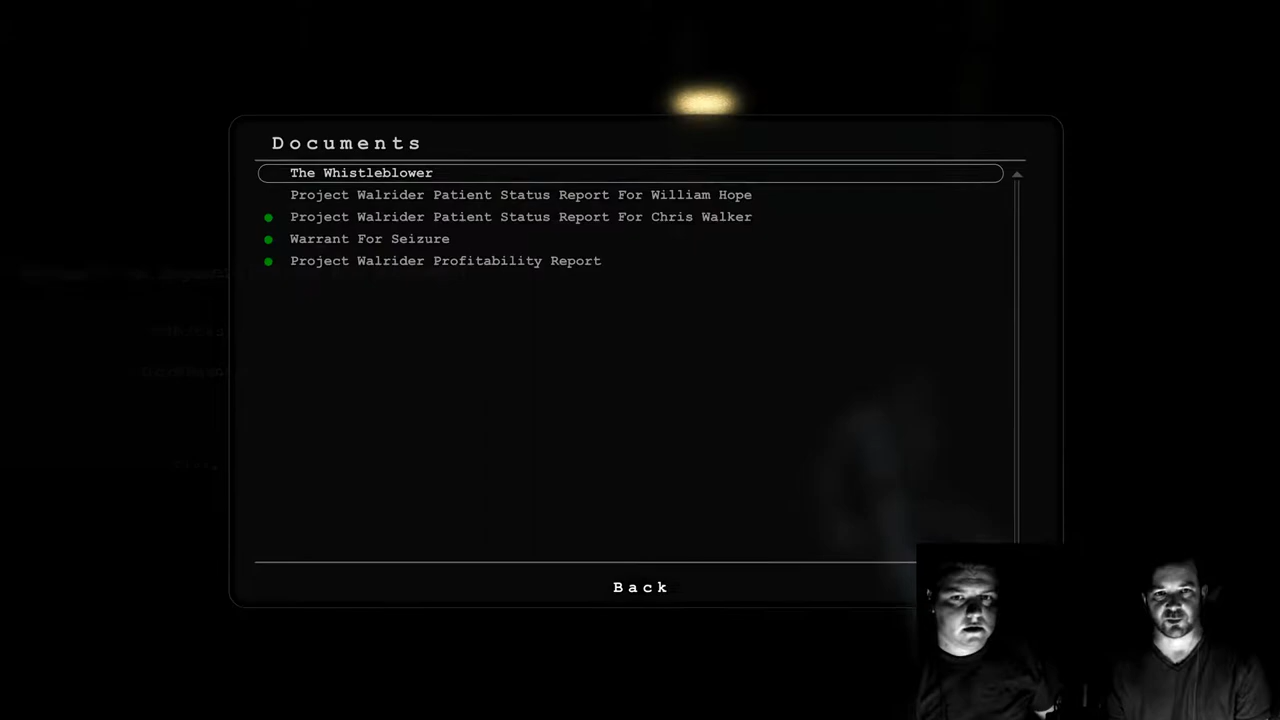 Documents
The Whistleblower
Project Walrider Patient Status Report For William Hope
Project Walrider Patient Status Report For Chris Walker
Warrant For Seizure
Project Walrider Profitability Report
Back